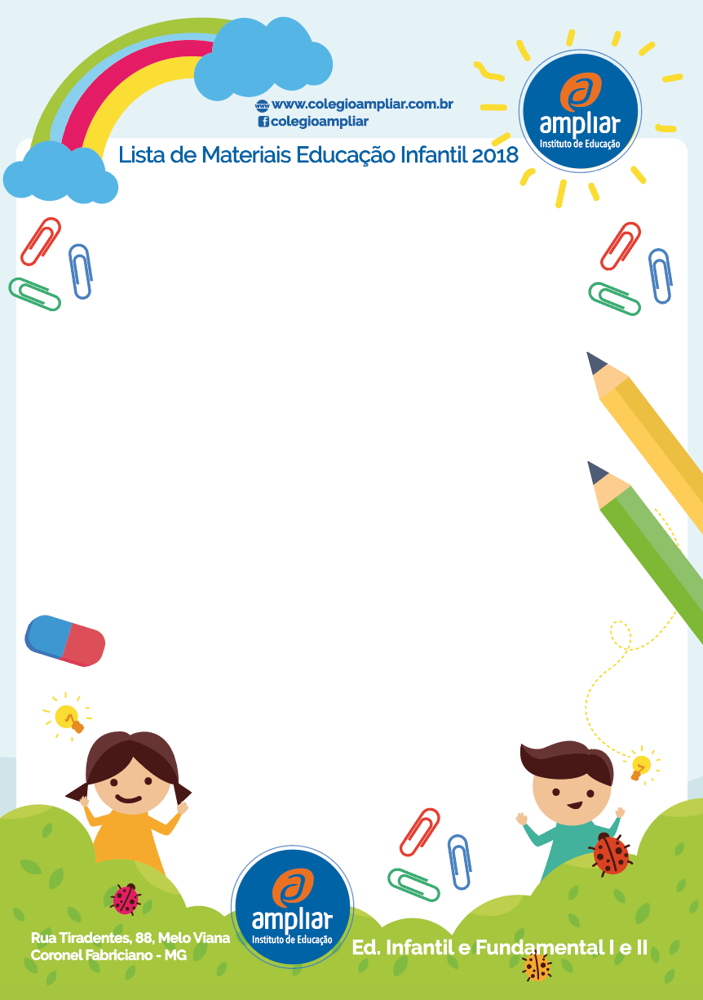 www www.colegioampliar.com.br
f colegioampliar
Lista de Materiais Educação Infantil 2018
a
ampliar
Instituto de Educação
a
ampliar
Instituto de Educação
Rua Tiradentes, 88, Melo Viana
Coronel Fabriciano - MG
Ed. Infantil e Fundamental I e II